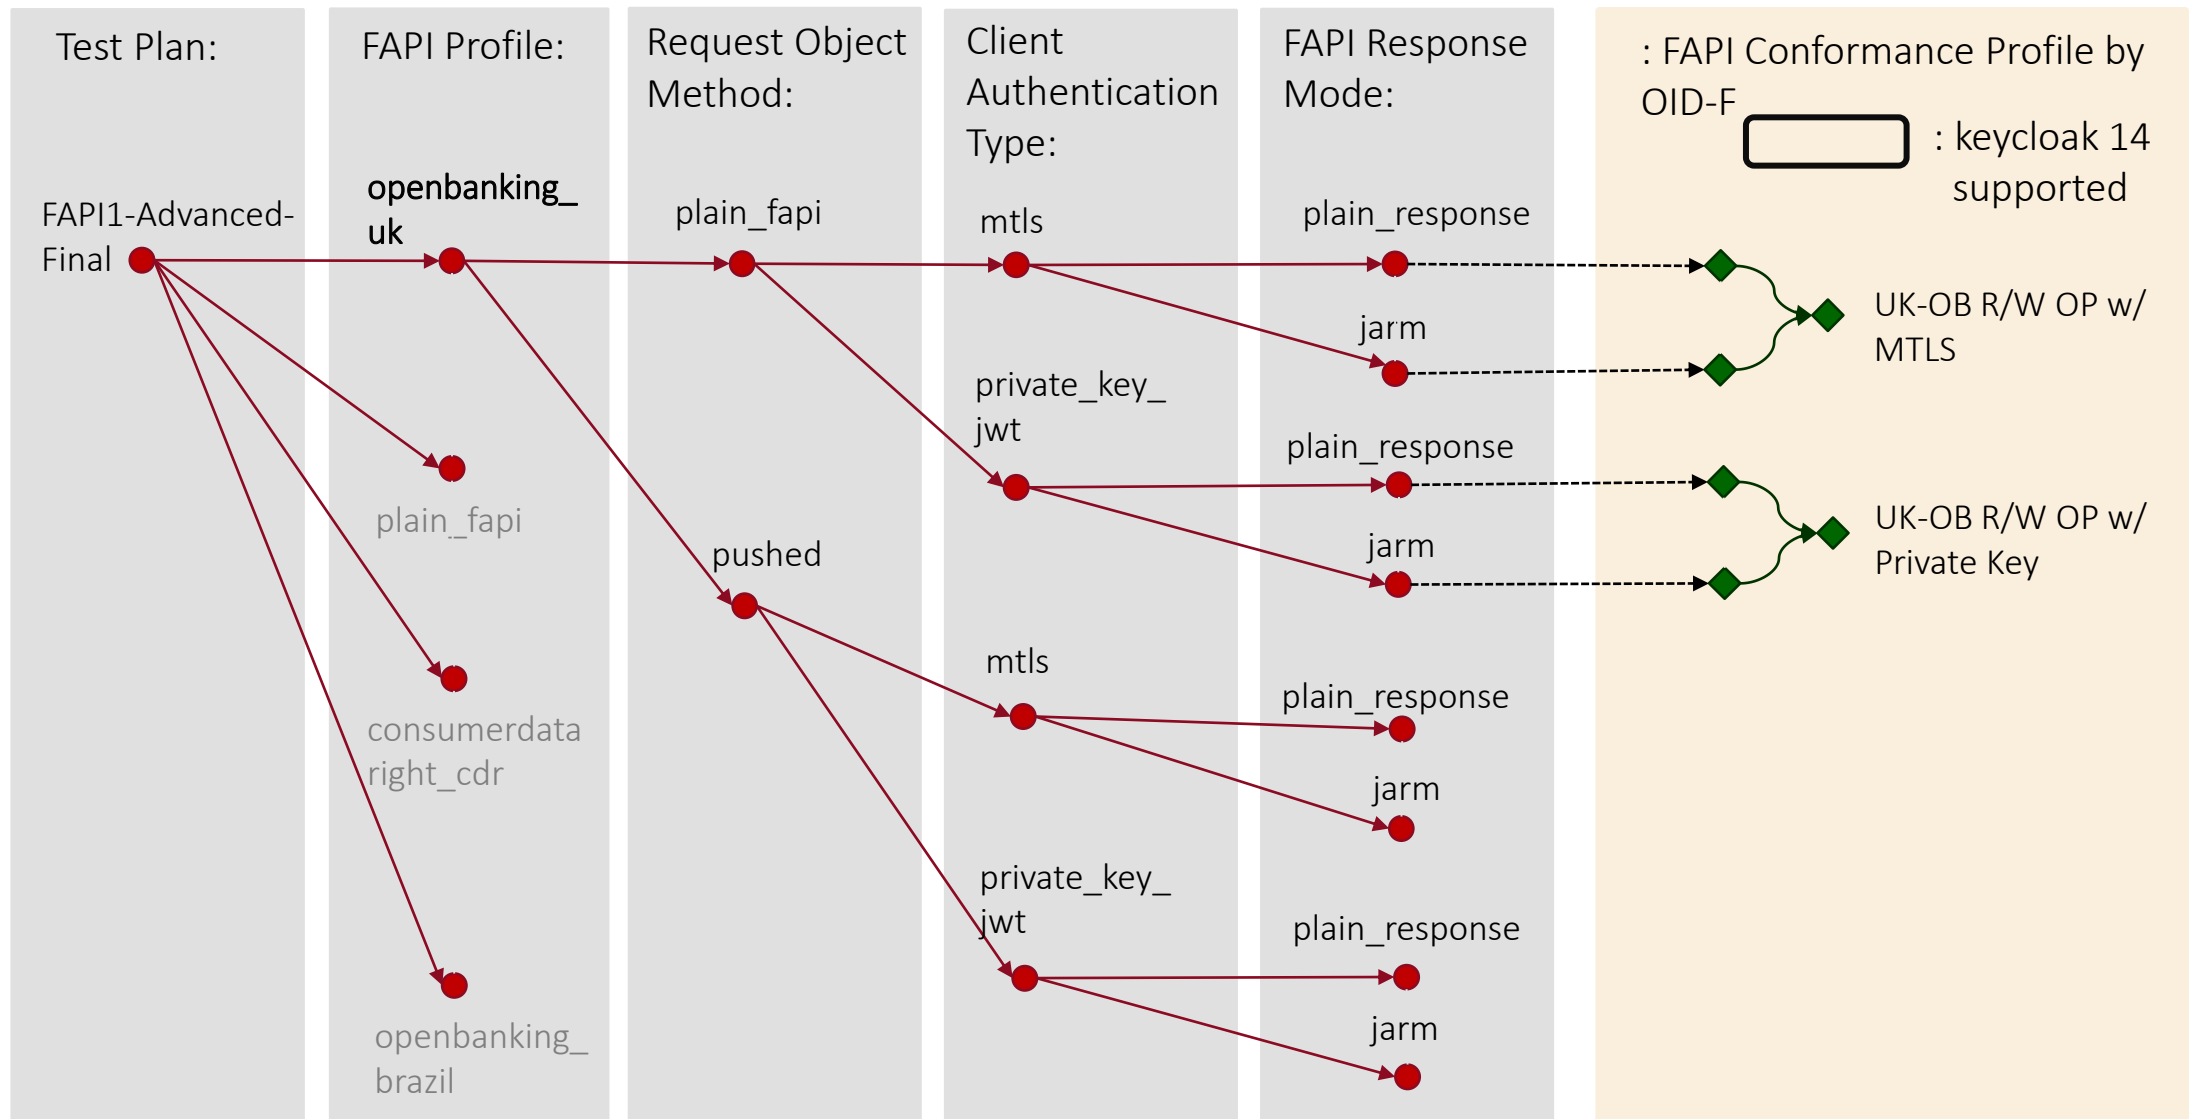 Test Plan:
FAPI1-Advanced-
Final
FAPI Profile:
openbanking_
uk
plain_fapi
consumerdata
right_cdr
openbanking_
brazil
Request Object
Method:
plain_fapi
pushed
Client
Authentication
Type:
mtls
private_key_
jwt
mtls
private_key_
jwt
FAPI Response
Mode:
plain_response
jarm
plain_response
jarm
plain_response
jarm
plain_response
jarm
: FAPI Conformance Profile by
OID-F
: keycloak 14
supported
UK-OB R/W OP w/
MTLS
UK-OB R/W OP w/
Private Key